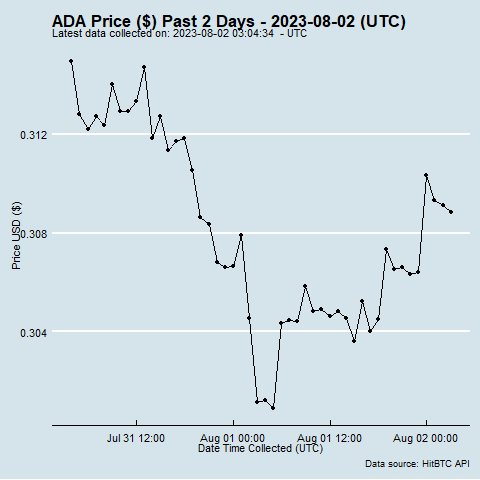 ADA Price ($) Past 2 Days - 2023-08-02 (UTC)
Latest data collected on: 2023-08-02 03:04:34 - UTC
0.312
0.308
0.304
Price USD ($)
Jul 31 12:00 Aug 01 00:00 Aug 01 12:00 Aug 02 00:00
Date Time Collected (UTC)
Data source: HitBTC API